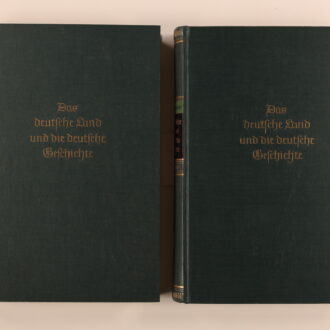 Das
deutsche Land
und die deutsche
Geschichte
Das
deutsche Land
und die deutsche
Geschichte